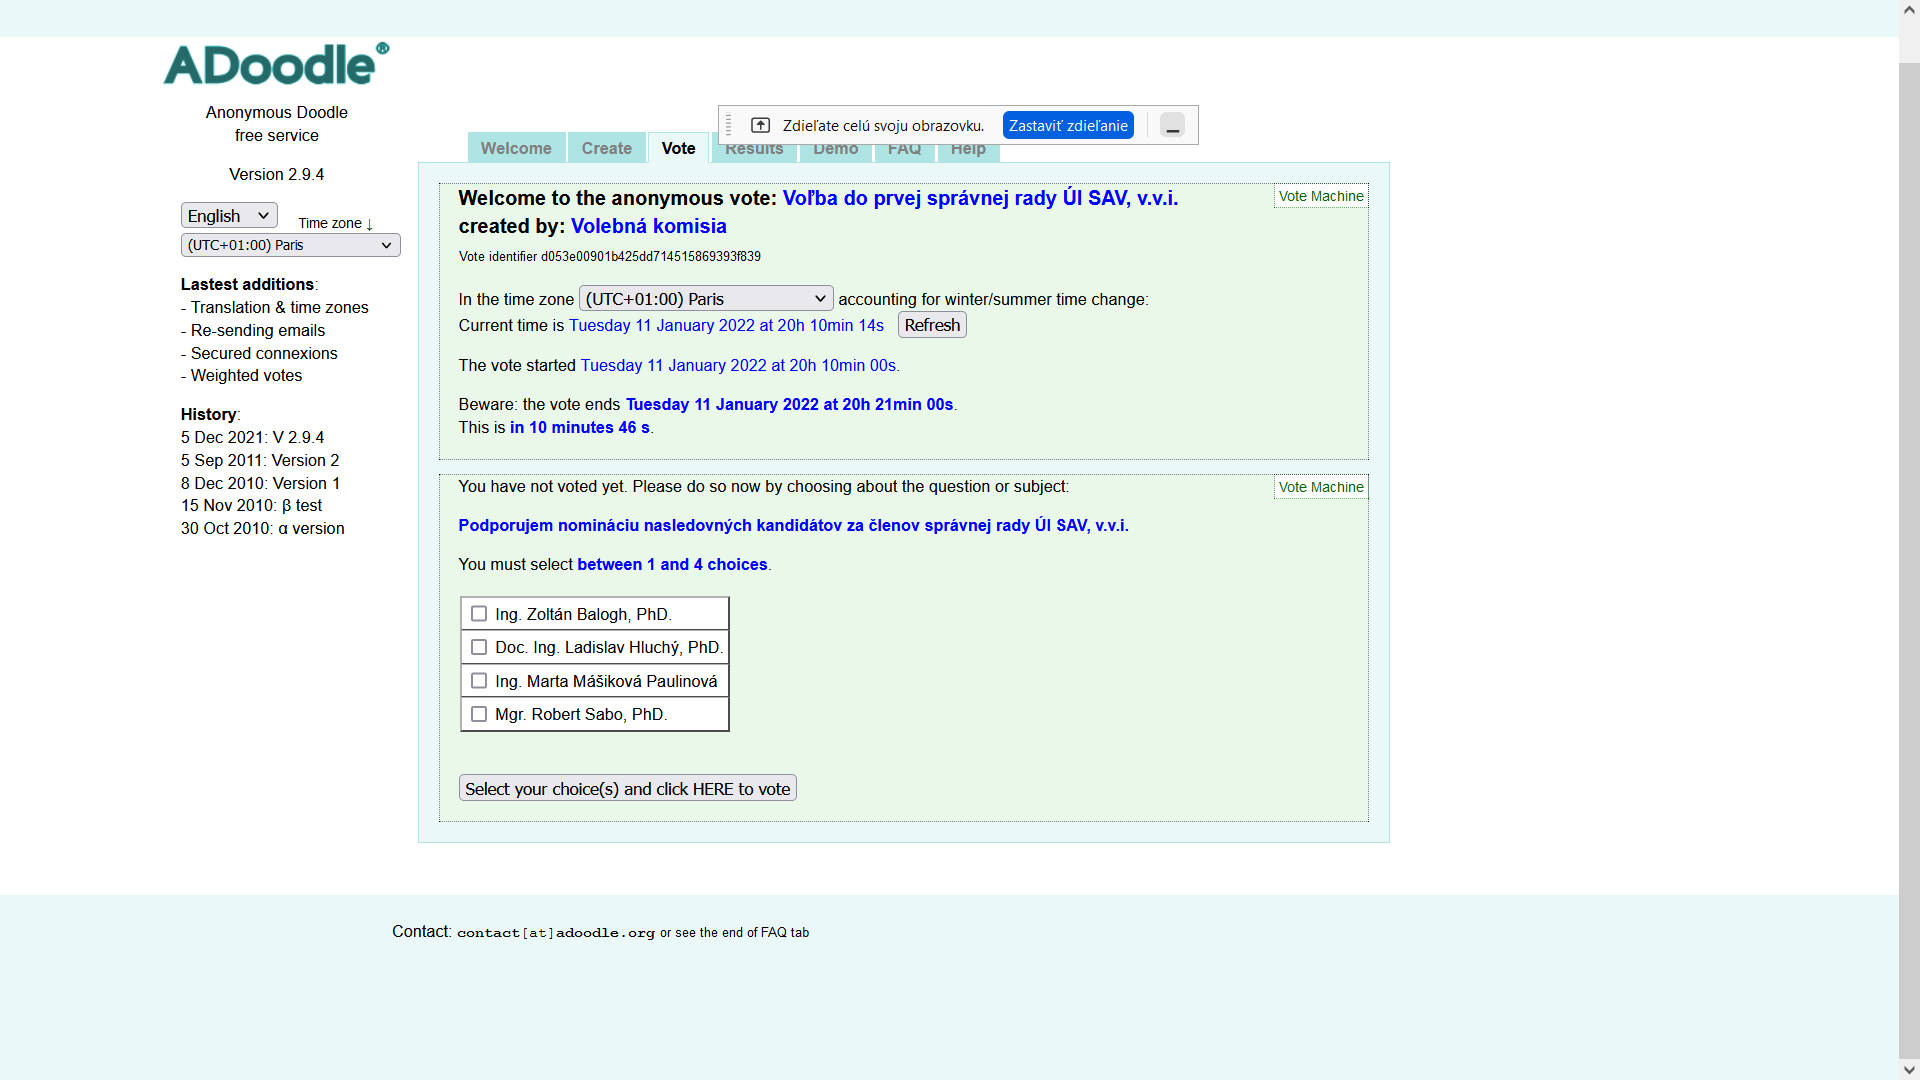 ADoodle®
Anonymous Doodle
free service
Version 2.9.4
English
Time zone ↓
(UTC+01:00) Paris
Lastest additions:
- Translation & time zones
- Re-sending emails
- Secured connexions
- Weighted votes
History:
5 Dec 2021: V 2.9.4
5 Sep 2011: Version 2
8 Dec 2010: Version 1
15 Nov 2010: β test
30 Oct 2010: α version
Zdieľate celú svoju obrazovku. Zastaviť zdieľanie
Welcome Create Vote Results Demo FAQ Help
Welcome to the anonymous vote: Voľba do prvej správnej rady ÚI SAV, v.v.i.
Vote Machine
created by: Volebná komisia
Vote identifier d053e00901b425dd714515869393f839
In the time zone (UTC+01:00) Paris accounting for winter/summer time change:
Current time is Tuesday 11 January 2022 at 20h 10min 14s Refresh
The vote started Tuesday 11 January 2022 at 20h 10min 00s.
Beware: the vote ends Tuesday 11 January 2022 at 20h 21min 00s.
This is in 10 minutes 46 s.
You have not voted yet. Please do so now by choosing about the question or subject:
Vote Machine
Podporujem nomináciu nasledovných kandidátov za členov správnej rady ÚI SAV, v.v.i.
You must select between 1 and 4 choices.
Ing. Zoltán Balogh, PhD.
Doc. Ing. Ladislav Hluchý, PhD.
Ing. Marta Mášiková Paulinová
Mgr. Robert Sabo, PhD.
Select your choice(s) and click HERE to vote
Contact: contact[at]adoodle.org or see the end of FAQ tab